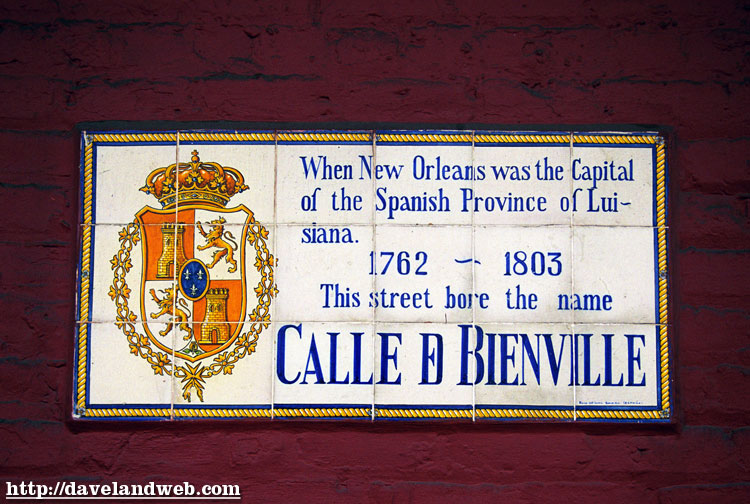 When New Orleans was the Capital
of the Spanish Province of Lui~
siana.
1762 ~ 1803
This street bore the name
CALLE D BIENVILLE
http://davelandweb.com